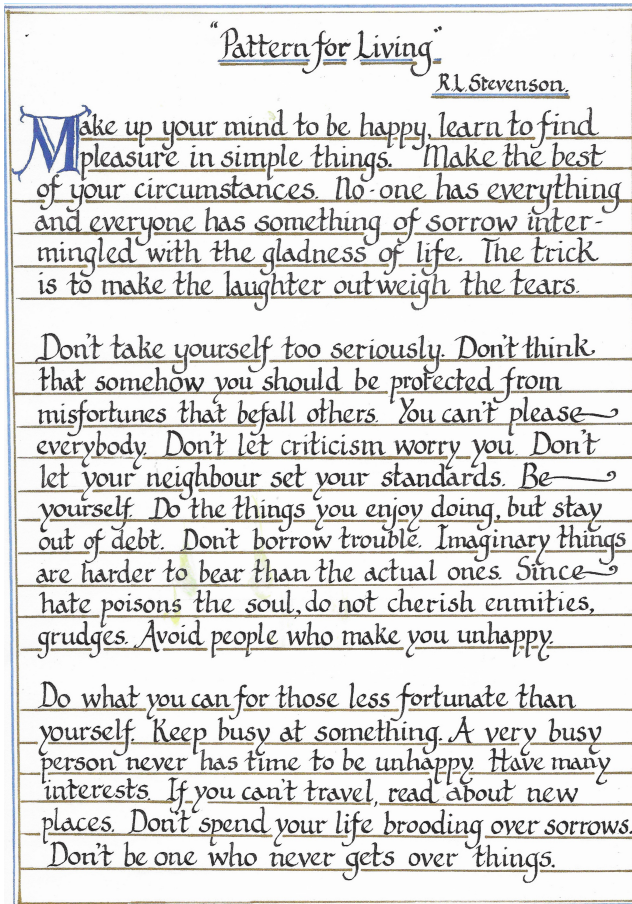 "Pattern for Living"
R.L. Stevenson.
Make up your mind to be happy, learn to find
pleasure in simple things. Make the best
of your circumstances. No-one has everything
and everyone has something of sorrow inter-
mingled with the gladness of life. The trick
is to make the laughter outweigh the tears.
Don't take yourself too seriously. Don't think
that somehow you should be protected from
misfortunes that befall others. You can't please
everybody. Don't let criticism worry you. Don't
let your neighbour set your standards. Be
yourself. Do the things you enjoy doing, but stay
out of debt. Don't borrow trouble. Imaginary things
are harder to bear than the actual ones. Since
hate poisons the soul, do not cherish enmities,
grudges. Avoid people who make you unhappy.
Do what you can for those less fortunate than
yourself. Keep busy at something. A very busy
person never has time to be unhappy. Have many
interests. If you can't travel, read about new
places. Don't spend your life brooding over sorrows.
Don't be one who never gets over things.